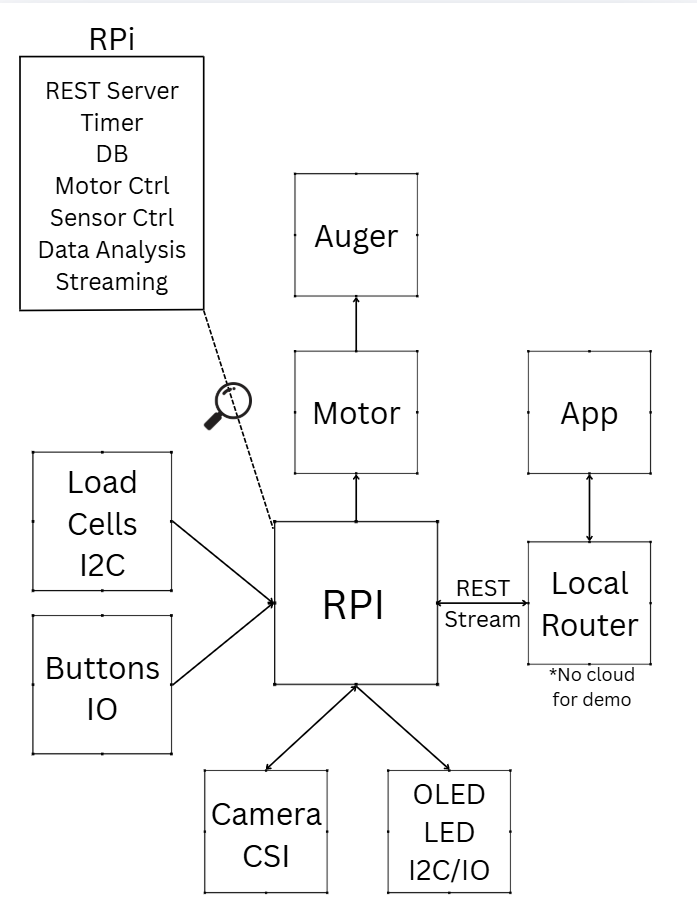 RPi
REST Server
Timer
DB
Motor Ctrl
Sensor Ctrl
Data Analysis
Streaming
Auger
Motor
App
Load
Cells
I2C
Buttons
IO
RPI
REST
Stream
Local
Router
*No cloud
for demo
Camera
CSI
OLED
LED
I2C/IO